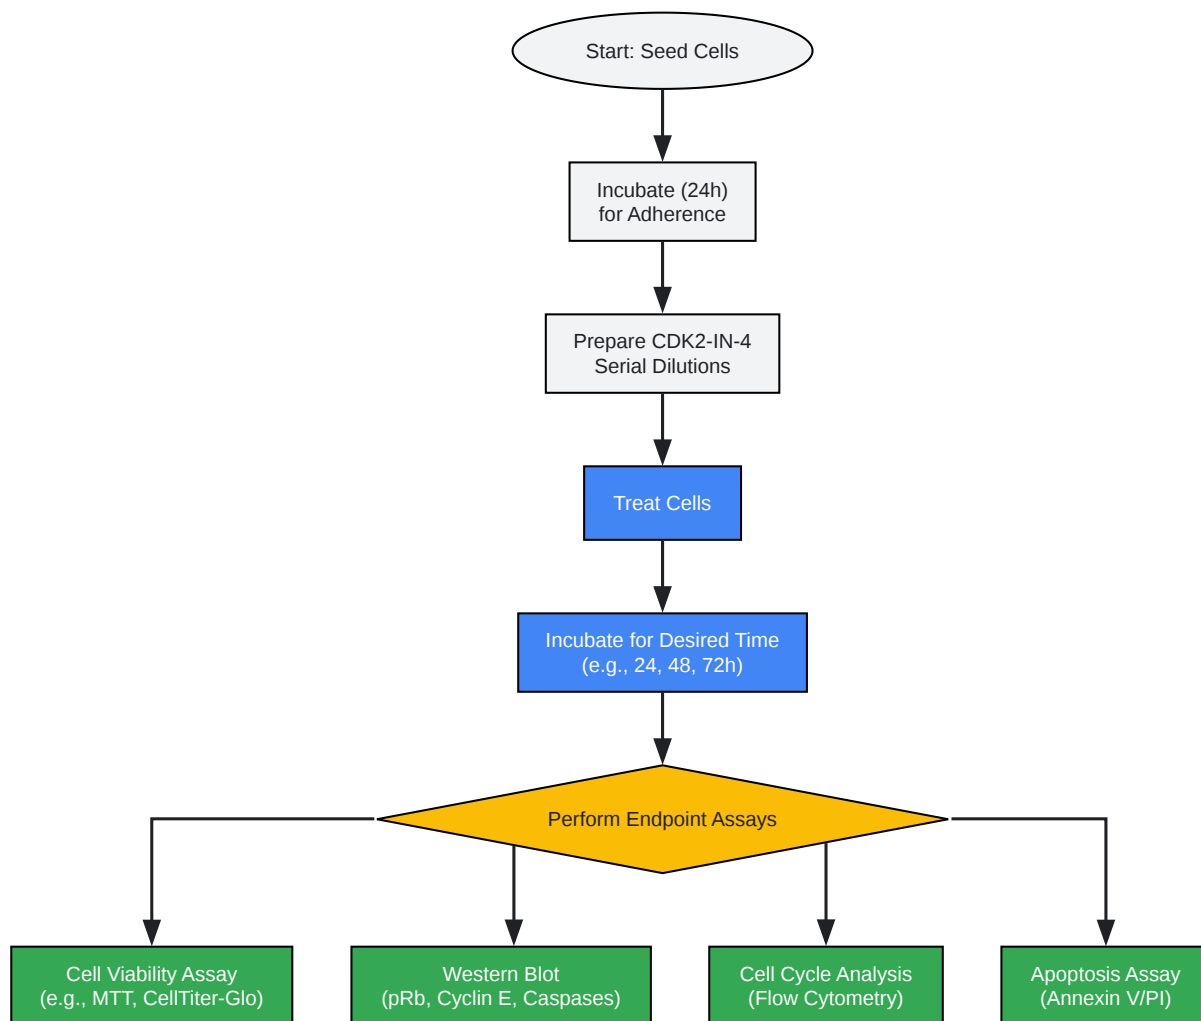 Start: Seed Cells
Incubate (24h)
for Adherence
Prepare CDK2-IN-4
Serial Dilutions
Treat Cells
Incubate for Desired Time
(e.g., 24, 48, 72h)
Perform Endpoint Assays
Cell Viability Assay
(e.g., MTT, CellTiter-Glo)
Western Blot
(pRb, Cyclin E, Caspases)
Cell Cycle Analysis
(Flow Cytometry)
Apoptosis Assay
(Annexin V/PI)